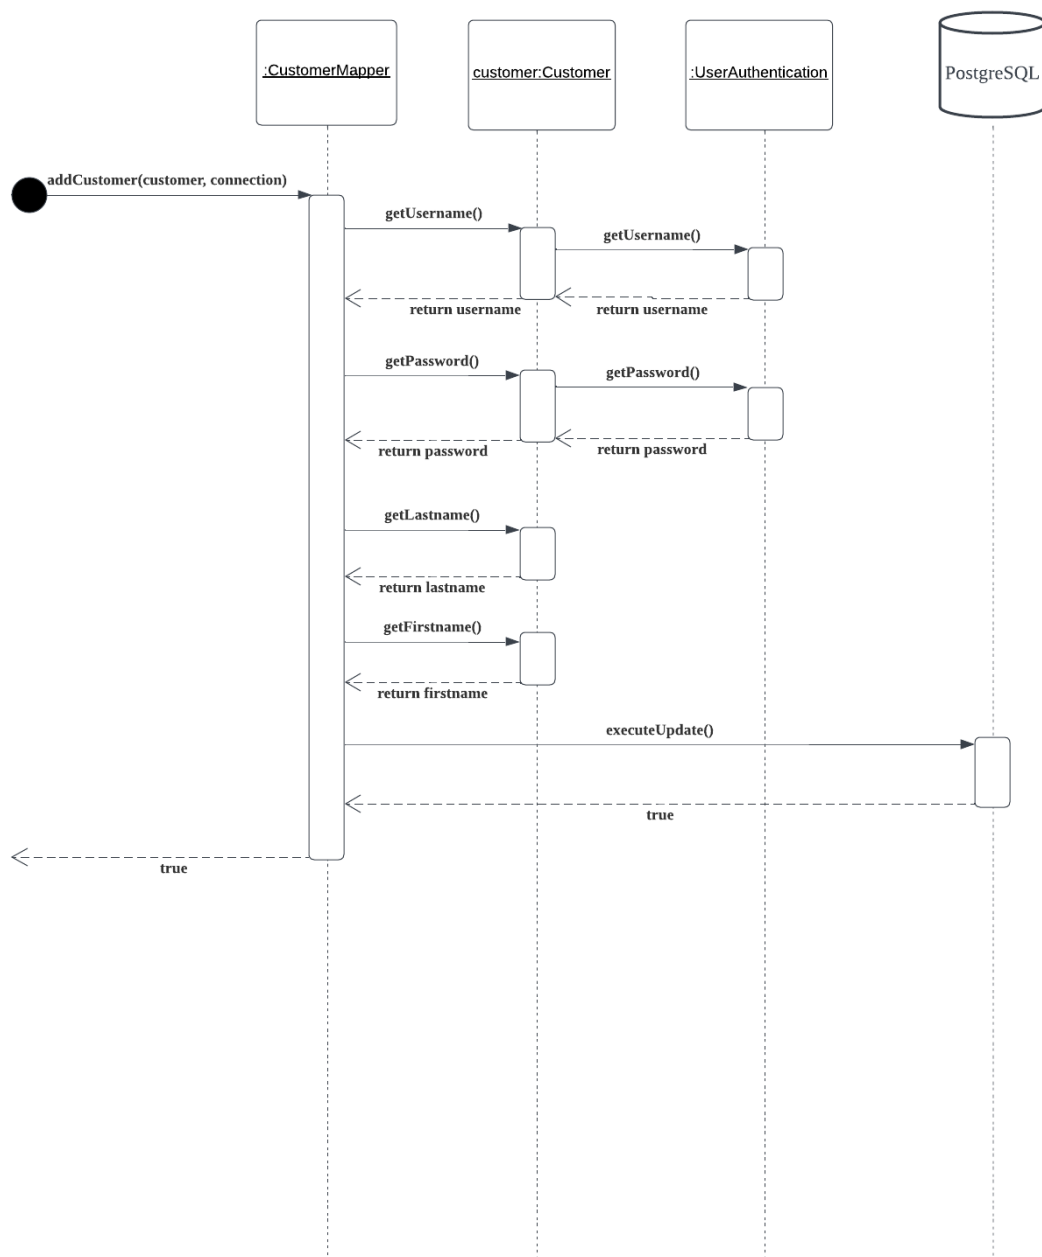 :CustomerMapper
customer:Customer
:UserAuthentication
PostgreSQL
addCustomer(customer, connection)
getUsername()
getUsername()
return username
return username
getPassword()
getPassword()
return password
return password
getLastname()
return lastname
getFirstname()
return firstname
executeUpdate()
true
true